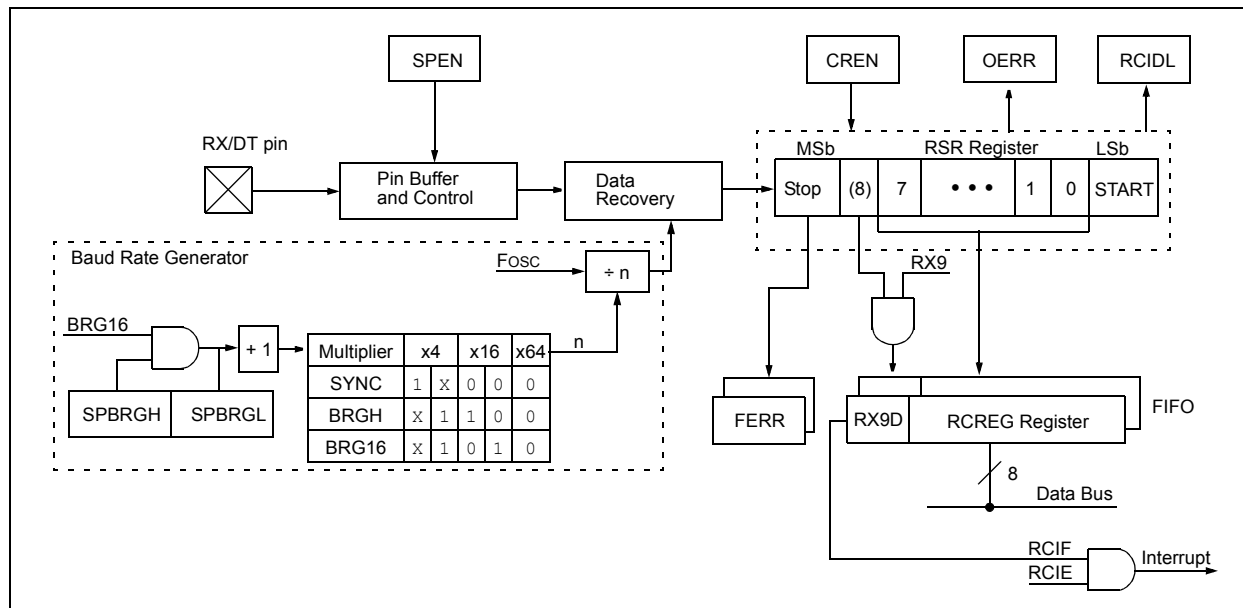 SPEN
CREN
OERR
RCIDL
RX/DT pin
Pin Buffer
and Control
Data
Recovery
MSb
RSR Register
LSb
Stop (8) 7 • • • 1 0 START
Baud Rate Generator
FOSC
÷ n
RX9
BRG16
+ 1
n
Multiplier x4 x16 x64
SYNC 1 X 0 0 0
BRGH X 1 1 0 0
BRG16 X 1 0 1 0
SPBRGH SPBRGL
FERR
RX9D
RCREG Register
FIFO
8
Data Bus
RCIF
RCIE
Interrupt